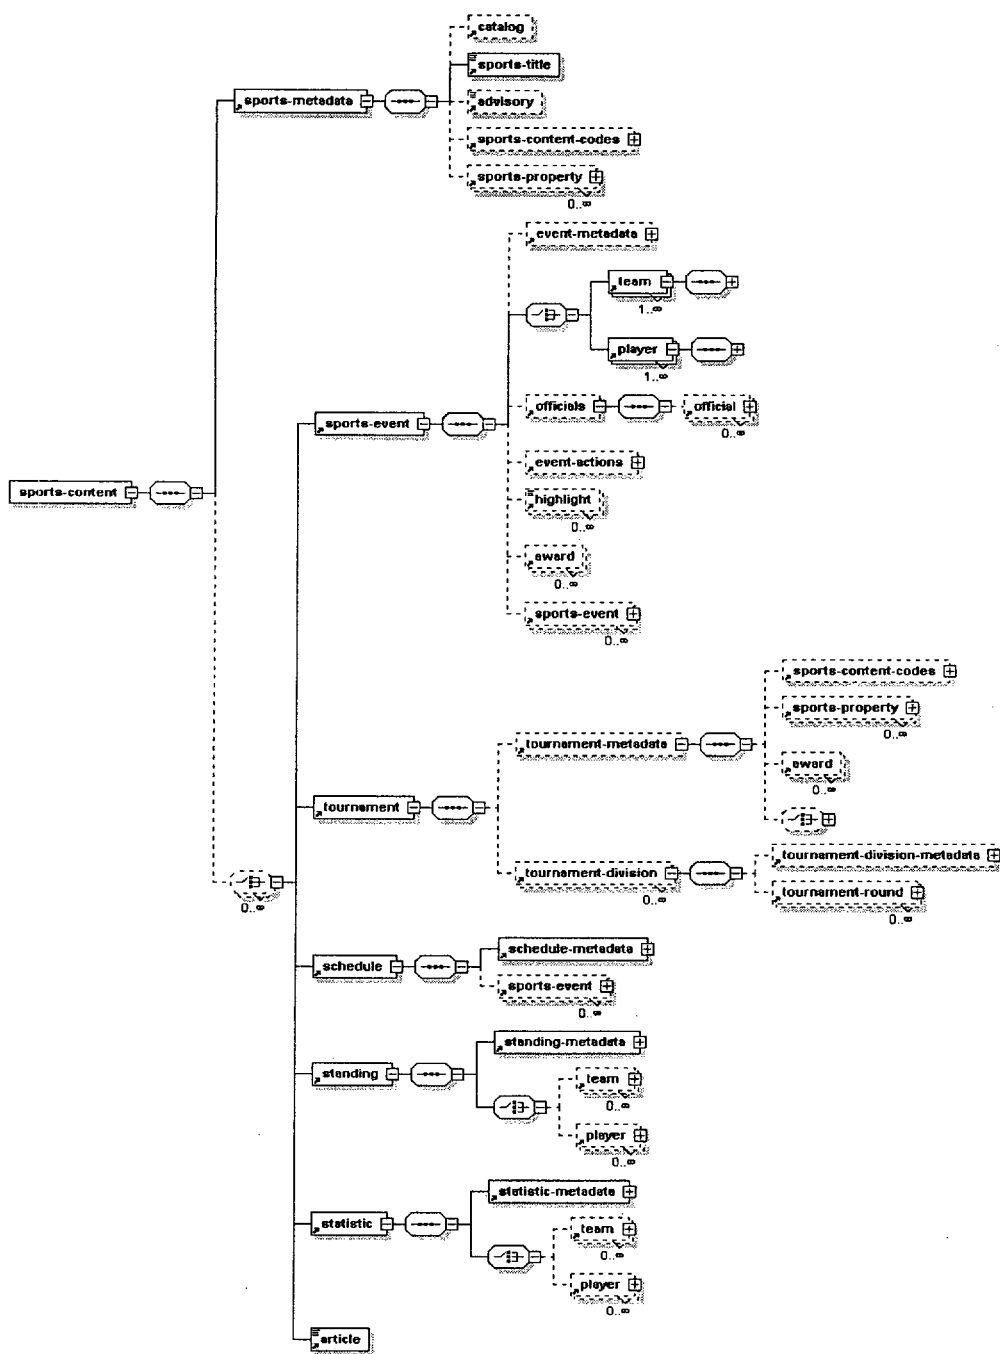 catalog
sports-title
advisory
sports-metadata
sports-content-codes
sports-property
0..∞
event-metadata
team
1..∞
player
1..∞
officials
official
0..∞
sports-event
event-actions
sports-content
highlight
0..∞
award
0..∞
sports-event
0..∞
sports-content-codes
sports-property
0..∞
tournament-metadata
award
0..∞
tournament
tournament-division-metadata
tournament-division
0..∞
tournament-round
0..∞
0..∞
schedule-metadata
schedule
sports-event
0..∞
standing-metadata
standing
team
0..∞
player
0..∞
statistic-metadata
statistic
team
0..∞
player
0..∞
article